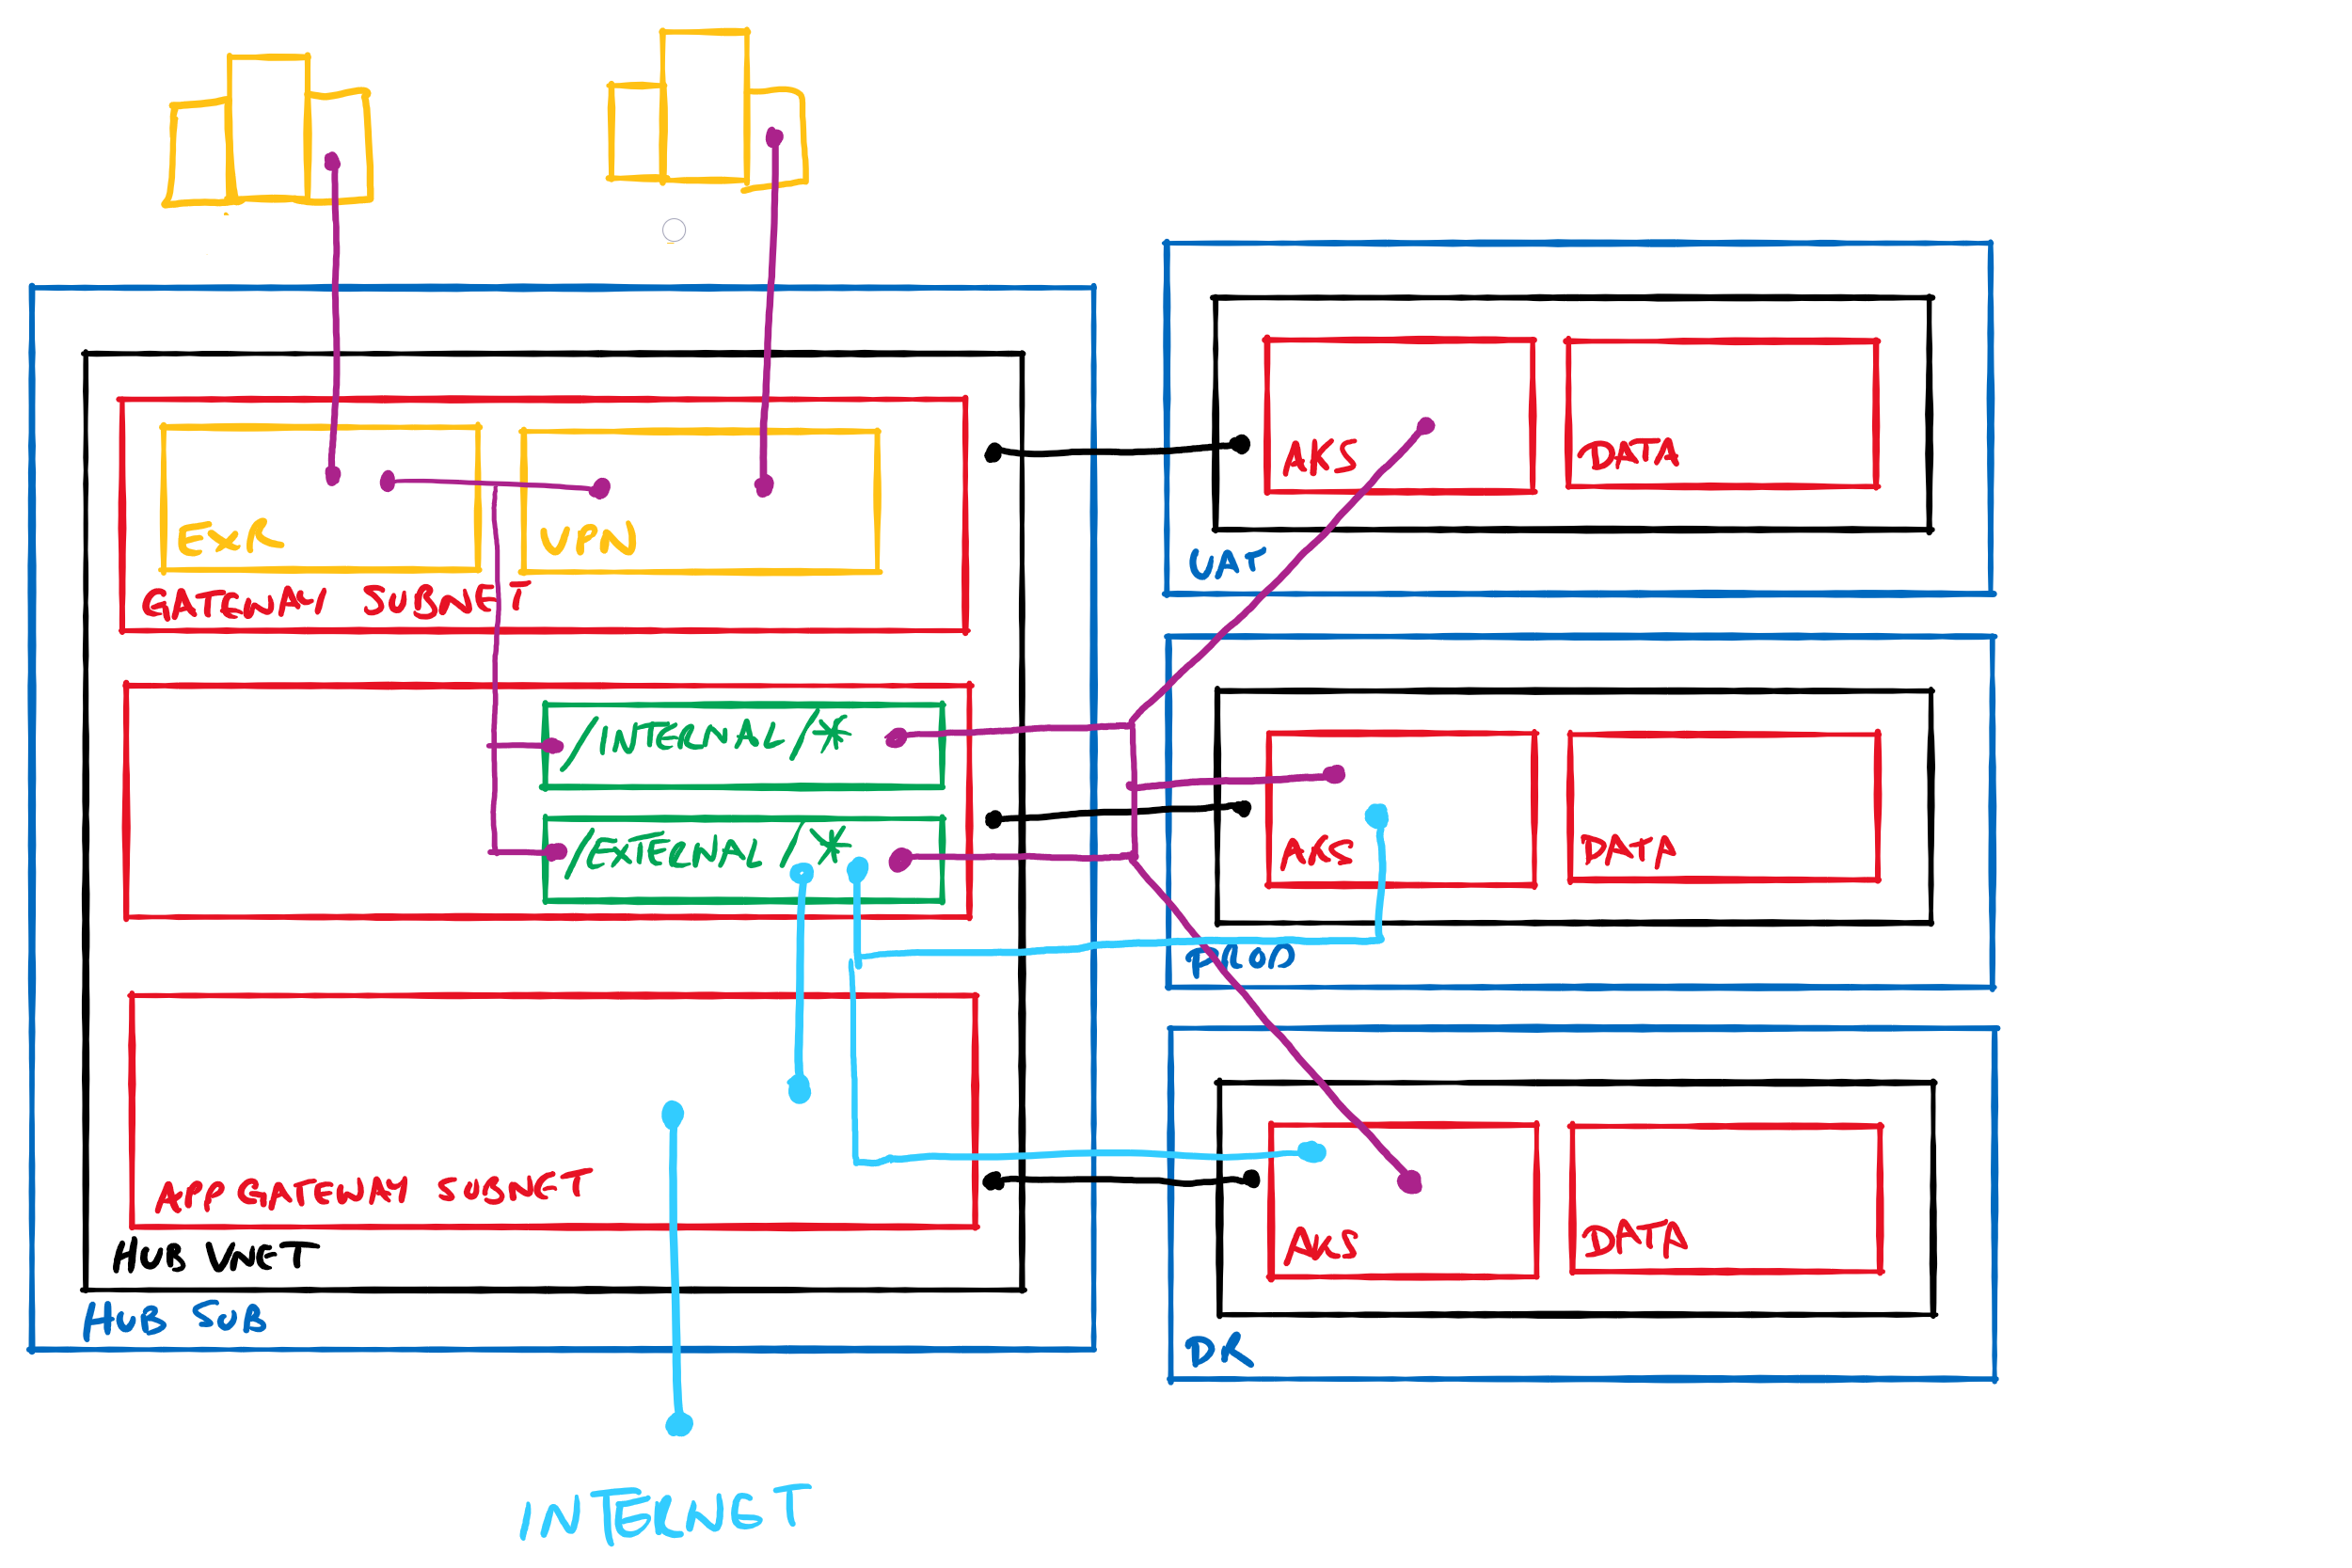 ExR
VPN
GATEWAY SUBNET
/INTERNAL/*
/EXTERNAL/*
APP GATEWAY SUBNET
HUB VNET
HUB SUB
INTERNET
AKS
DATA
UAT
AKS
DATA
PROD
AKS
DATA
DR